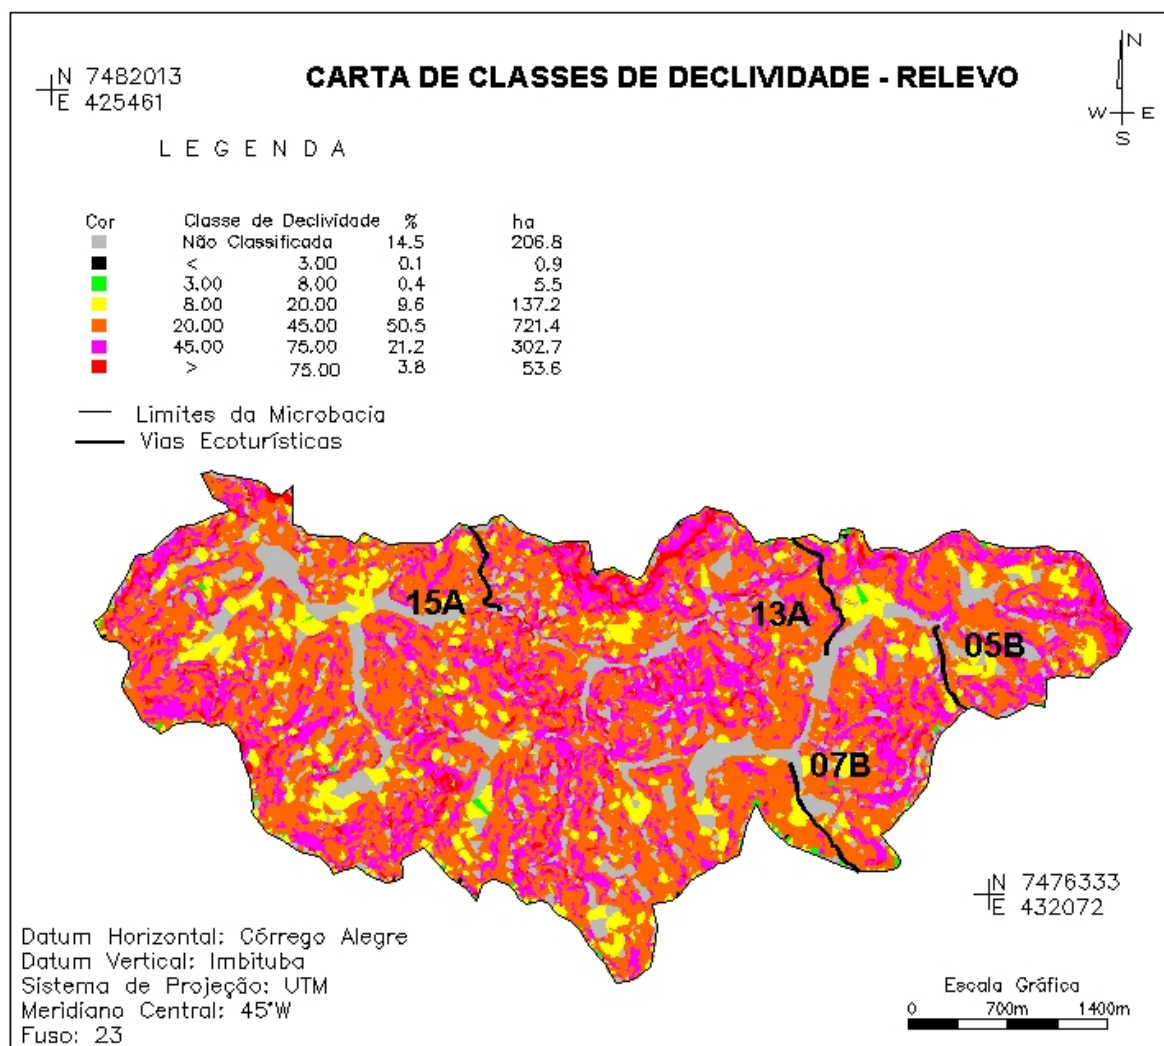 N 7482013
E 425461
CARTA DE CLASSES DE DECLIVIDADE - RELEVO
N
W E
S
L E G E N D A
Cor Classe de Declividade % ha
Não Classificada 14.5 206.8
< 3.00 0.1 0.9
3.00 8.00 0.4 5.5
8.00 20.00 9.6 137.2
20.00 45.00 50.5 721.4
45.00 75.00 21.2 302.7
> 75.00 3.8 53.6
Limites da Microbacia
Vias Ecoturísticas
15A
13A
05B
07B
N 7476333
E 432072
Datum Horizontal: Córrego Alegre
Datum Vertical: Imbituba
Sistema de Projeção: UTM
Meridiano Central: 45°W
Fuso: 23
Escala Gráfica
0 700m 1400m